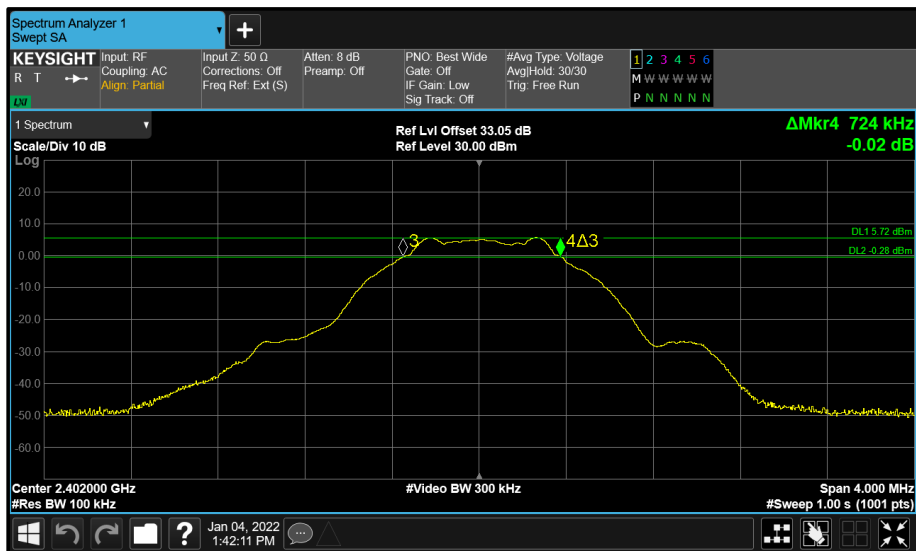 Spectrum Analyzer 1
Swept SA
+
KEYSIGHT
R T
LXI
Input: RF
Coupling: AC
Align: Partial
Input Z: 50 Ω
Corrections: Off
Freq Ref: Ext (S)
Atten: 8 dB
Preamp: Off
PNO: Best Wide
Gate: Off
IF Gain: Low
Sig Track: Off
#Avg Type: Voltage
Avg|Hold: 30/30
Trig: Free Run
1 2 3 4 5 6
M W W W W W
P N N N N N
1 Spectrum
Scale/Div 10 dB
Ref Lvl Offset 33.05 dB
Ref Level 30.00 dBm
ΔMkr4 724 kHz
-0.02 dB
Log
20.0
10.0
0.00
-10.0
-20.0
-30.0
-40.0
-50.0
-60.0
3
4Δ3
DL1 5.72 dBm
DL2 -0.28 dBm
Center 2.402000 GHz
#Video BW 300 kHz
Span 4.000 MHz
#Res BW 100 kHz
#Sweep 1.00 s (1001 pts)
?
Jan 04, 2022
1:42:11 PM